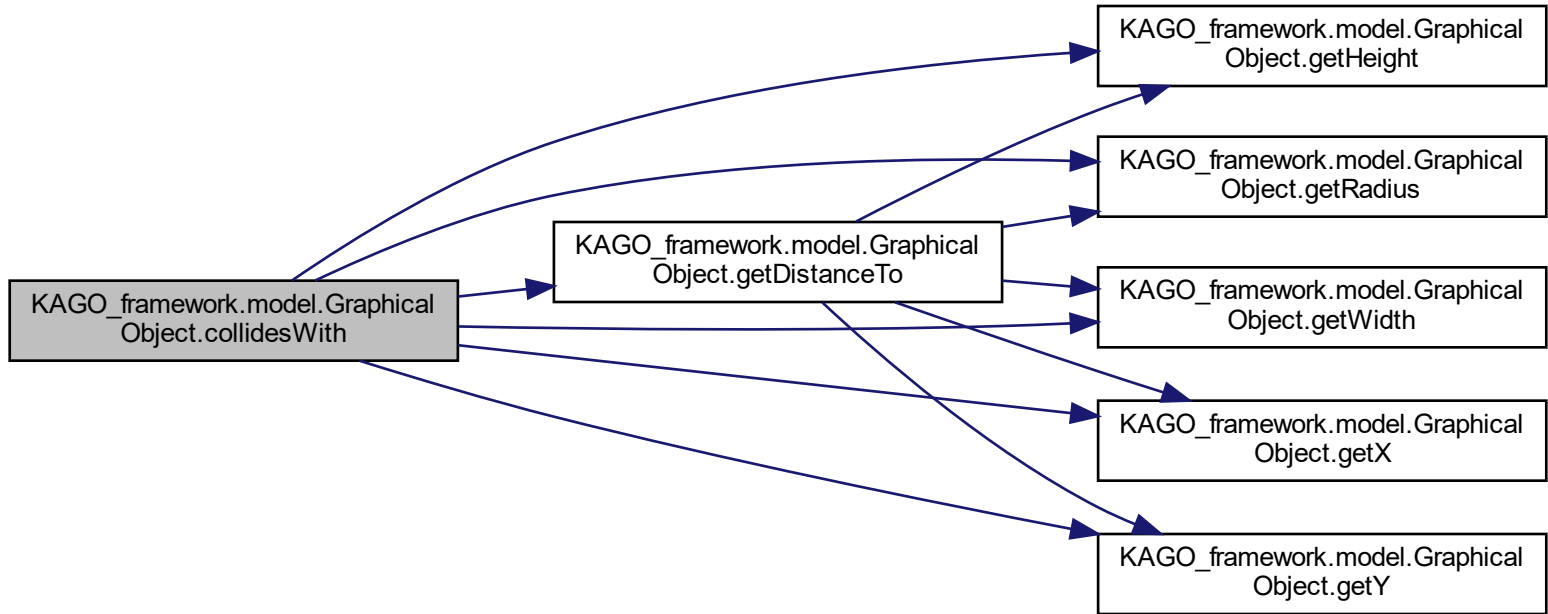 KAGO_framework.model.Graphical
Object.collidesWith
KAGO_framework.model.Graphical
Object.getDistanceTo
KAGO_framework.model.Graphical
Object.getHeight
KAGO_framework.model.Graphical
Object.getRadius
KAGO_framework.model.Graphical
Object.getWidth
KAGO_framework.model.Graphical
Object.getX
KAGO_framework.model.Graphical
Object.getY